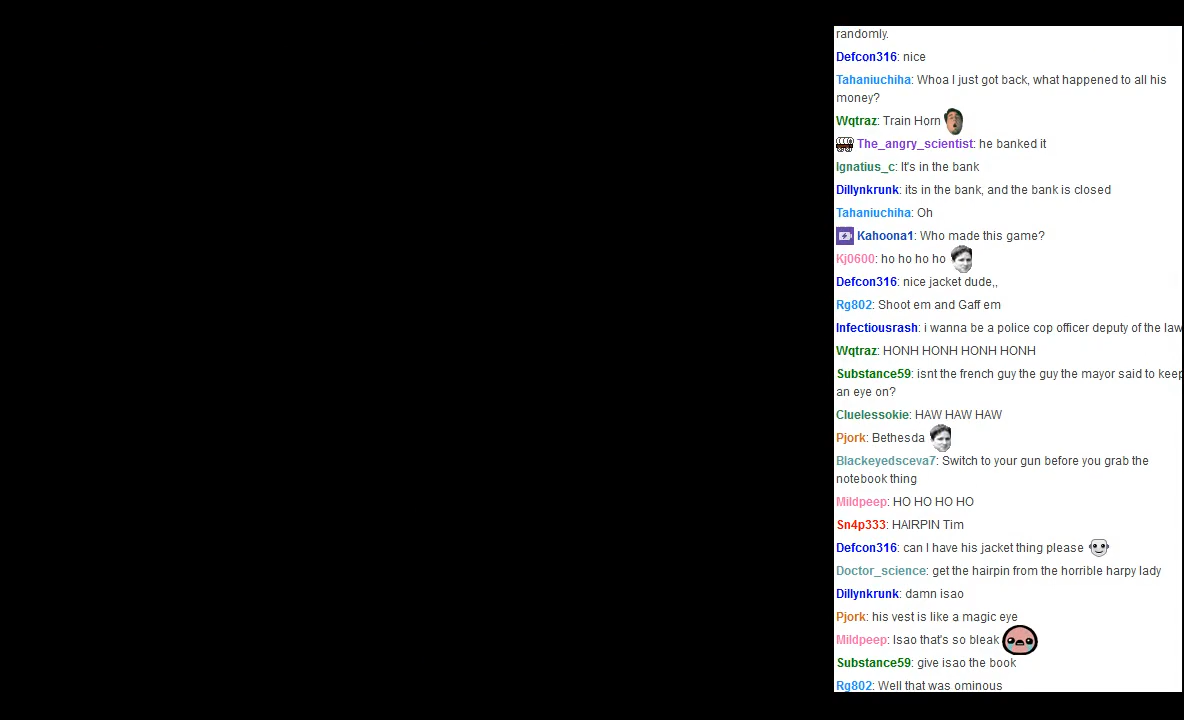 randomly.
Defcon316: nice
Tahaniuchiha: Whoa I just got back, what happened to all his
money?
Wqtraz: Train Horn
The_angry_scientist: he banked it
Ignatius_c: It's in the bank
Dillynkrunk: its in the bank, and the bank is closed
Tahaniuchiha: Oh
Kahoona1: Who made this game?
Kj0600: ho ho ho ho
Defcon316: nice jacket dude,,
Rg802: Shoot em and Gaff em
Infectiousrash: i wanna be a police cop officer deputy of the law
Wqtraz: HONH HONH HONH HONH
Substance59: isnt the french guy the guy the mayor said to keep
an eye on?
Cluelessokie: HAW HAW HAW
Pjork: Bethesda
Blackeyedsceva7: Switch to your gun before you grab the
notebook thing
Mildpeep: HO HO HO HO
Sn4p333: HAIRPIN Tim
Defcon316: can I have his jacket thing please
Doctor_science: get the hairpin from the horrible harpy lady
Dillynkrunk: damn isao
Pjork: his vest is like a magic eye
Mildpeep: Isao that's so bleak
Substance59: give isao the book
Rg802: Well that was ominous